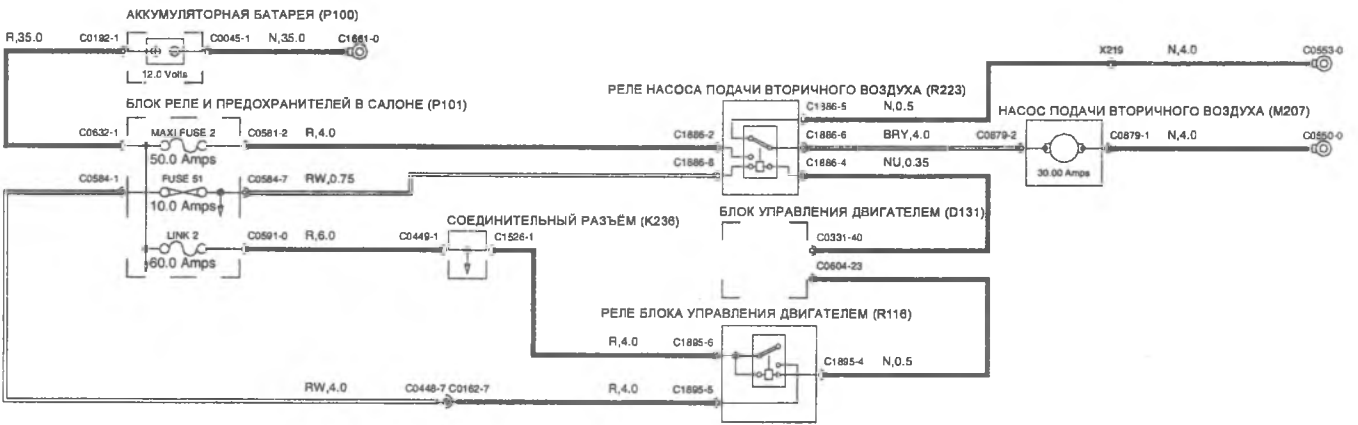 АККУМУЛЯТОРНАЯ БАТАРЕЯ (P100)
R,35.0 C0192-1 C0045-1 N,35.0 C1661-0
12.0 Volts
X219 N,4.0 C0553-0
РЕЛЕ НАСОСА ПОДАЧИ ВТОРИЧНОГО ВОЗДУХА (R223)
БЛОК РЕЛЕ И ПРЕДОХРАНИТЕЛЕЙ В САЛОНЕ (P101)
C1886-5 N,0.5
НАСОС ПОДАЧИ ВТОРИЧНОГО ВОЗДУХА (M207)
C0632-1 MAXI FUSE 2 C0581-2 R,4.0 C1886-2 C1886-6 BRY,4.0 C0879-2 C0879-1 N,4.0 C0550-0
50.0 Amps
C1886-8 C1886-4 NU,0.35
30.00 Amps
C0584-1 FUSE 51 C0584-7 RW,0.75
10.0 Amps
СОЕДИНИТЕЛЬНЫЙ РАЗЪЁМ (K236)
БЛОК УПРАВЛЕНИЯ ДВИГАТЕЛЕМ (D131)
LINK 2 C0591-0 R,6.0 C0449-1 C1526-1 C0331-40
60.0 Amps
C0604-23
РЕЛЕ БЛОКА УПРАВЛЕНИЯ ДВИГАТЕЛЕМ (R116)
R,4.0 C1895-6
C1895-4 N,0.5
RW,4.0 C0448-7 C0162-7 R,4.0 C1895-5